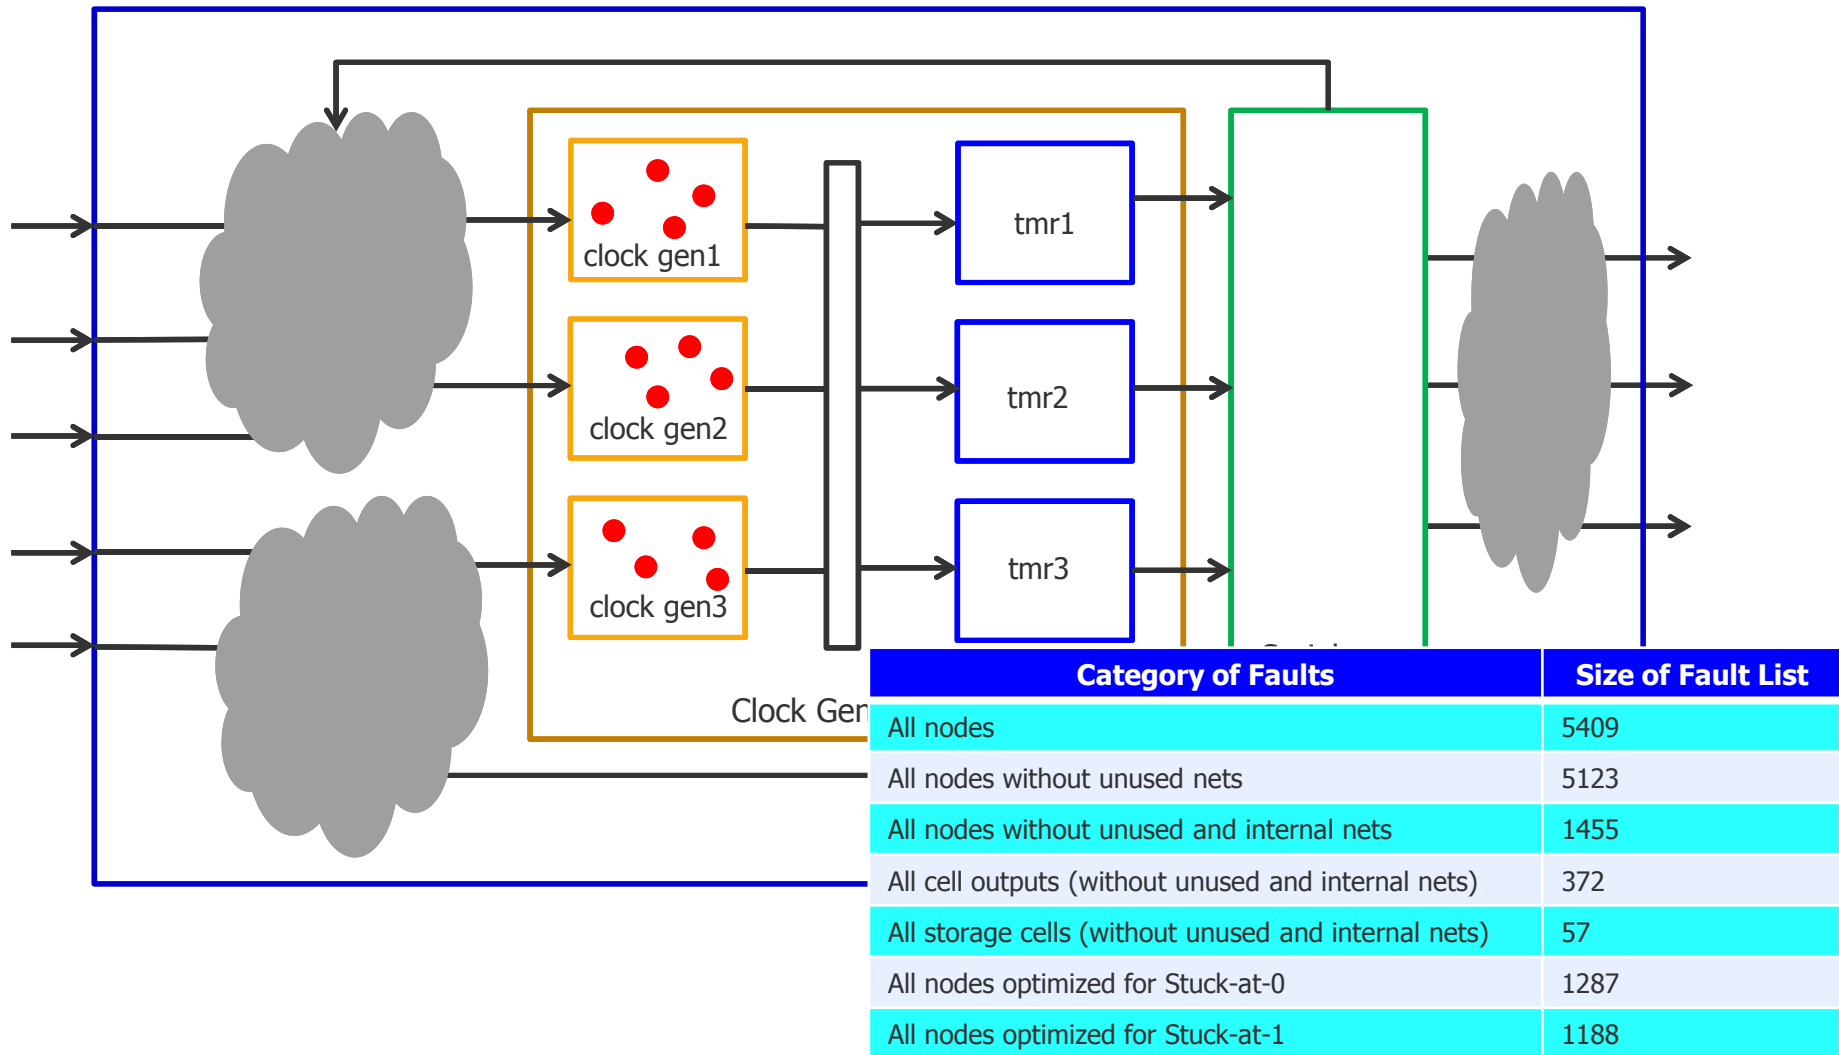 clock gen1
tmr1
clock gen2
tmr2
clock gen3
tmr3
Clock Gen
Category of Faults Size of Fault List
All nodes 5409
All nodes without unused nets 5123
All nodes without unused and internal nets 1455
All cell outputs (without unused and internal nets) 372
All storage cells (without unused and internal nets) 57
All nodes optimized for Stuck-at-0 1287
All nodes optimized for Stuck-at-1 1188